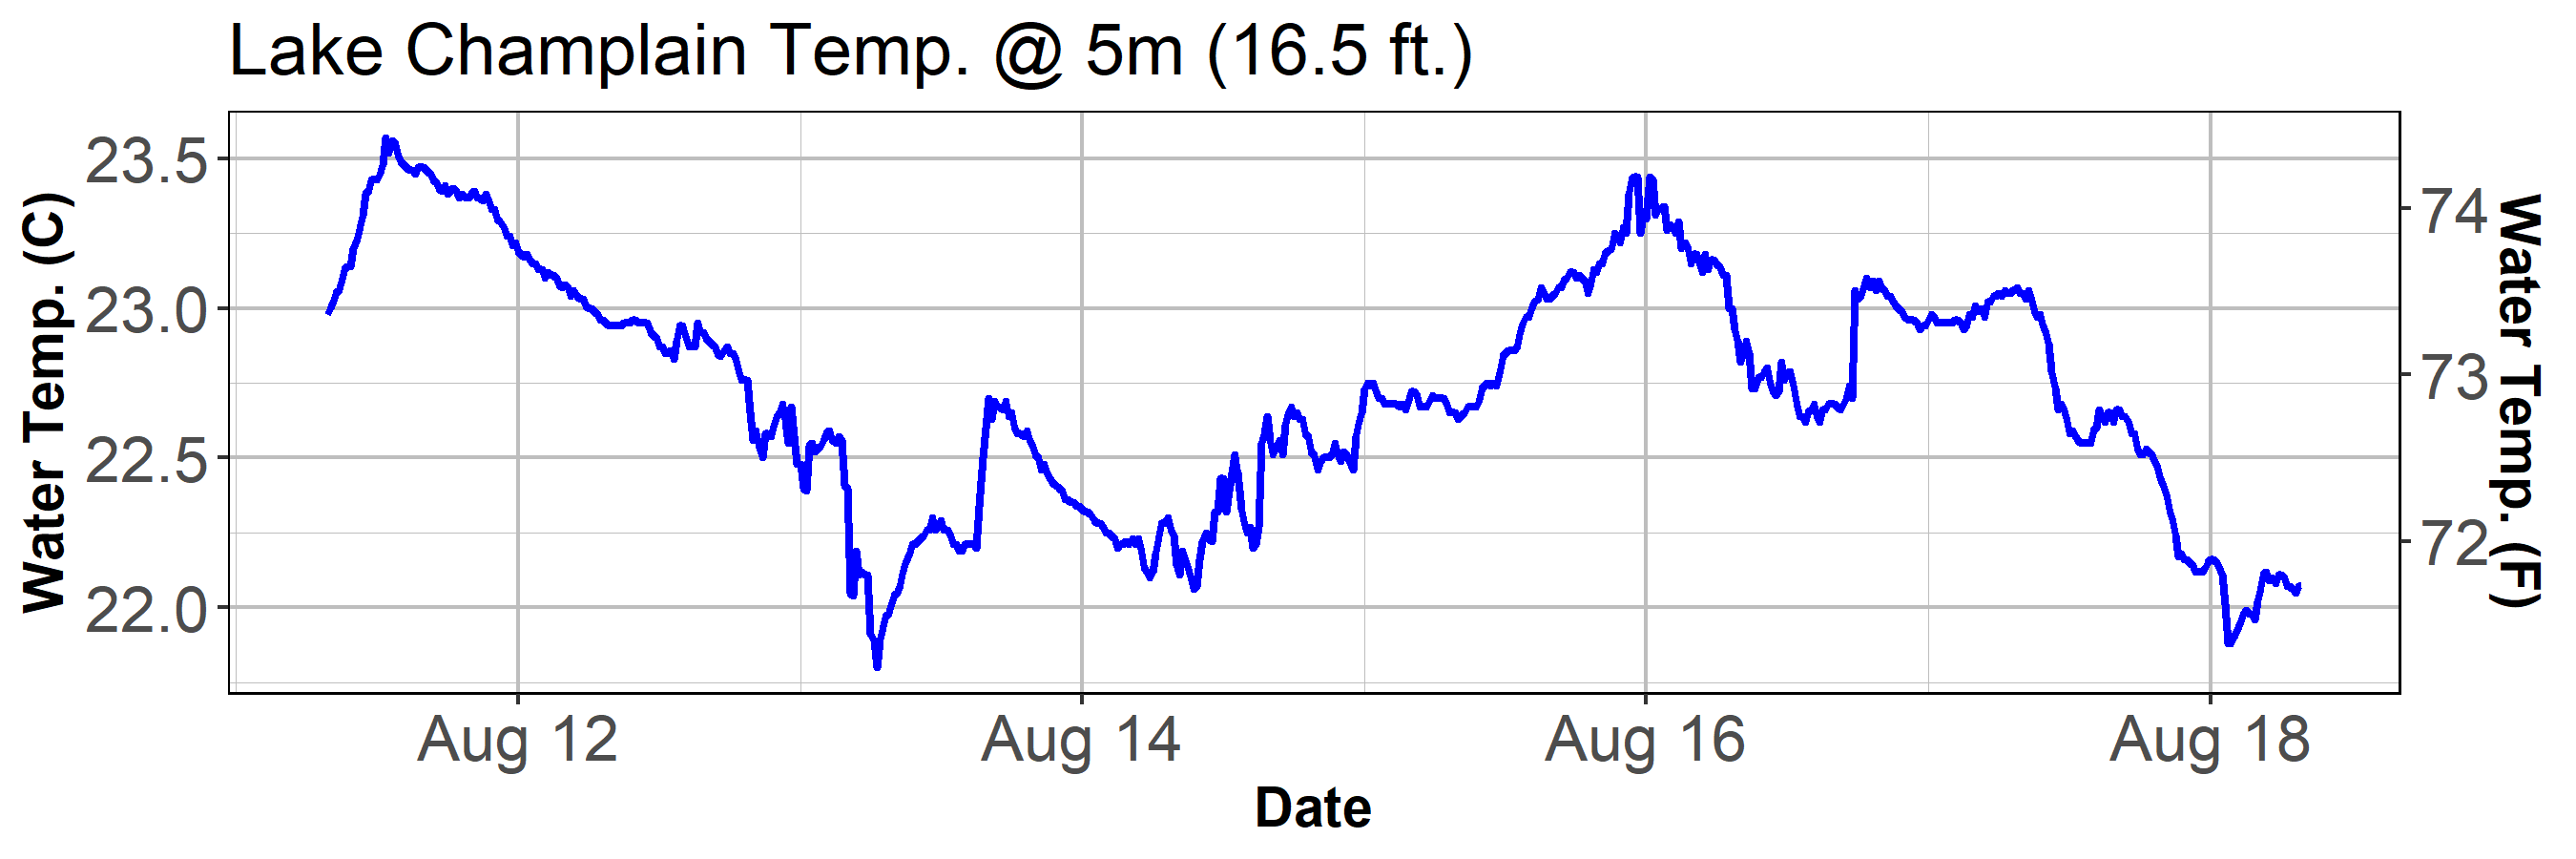 Lake Champlain Temp. @ 5m (16.5 ft.)
Water Temp. (C)
23.5
23.0
22.5
22.0
74
73
72
Water Temp. (F)
Aug 12 Aug 14 Aug 16 Aug 18
Date